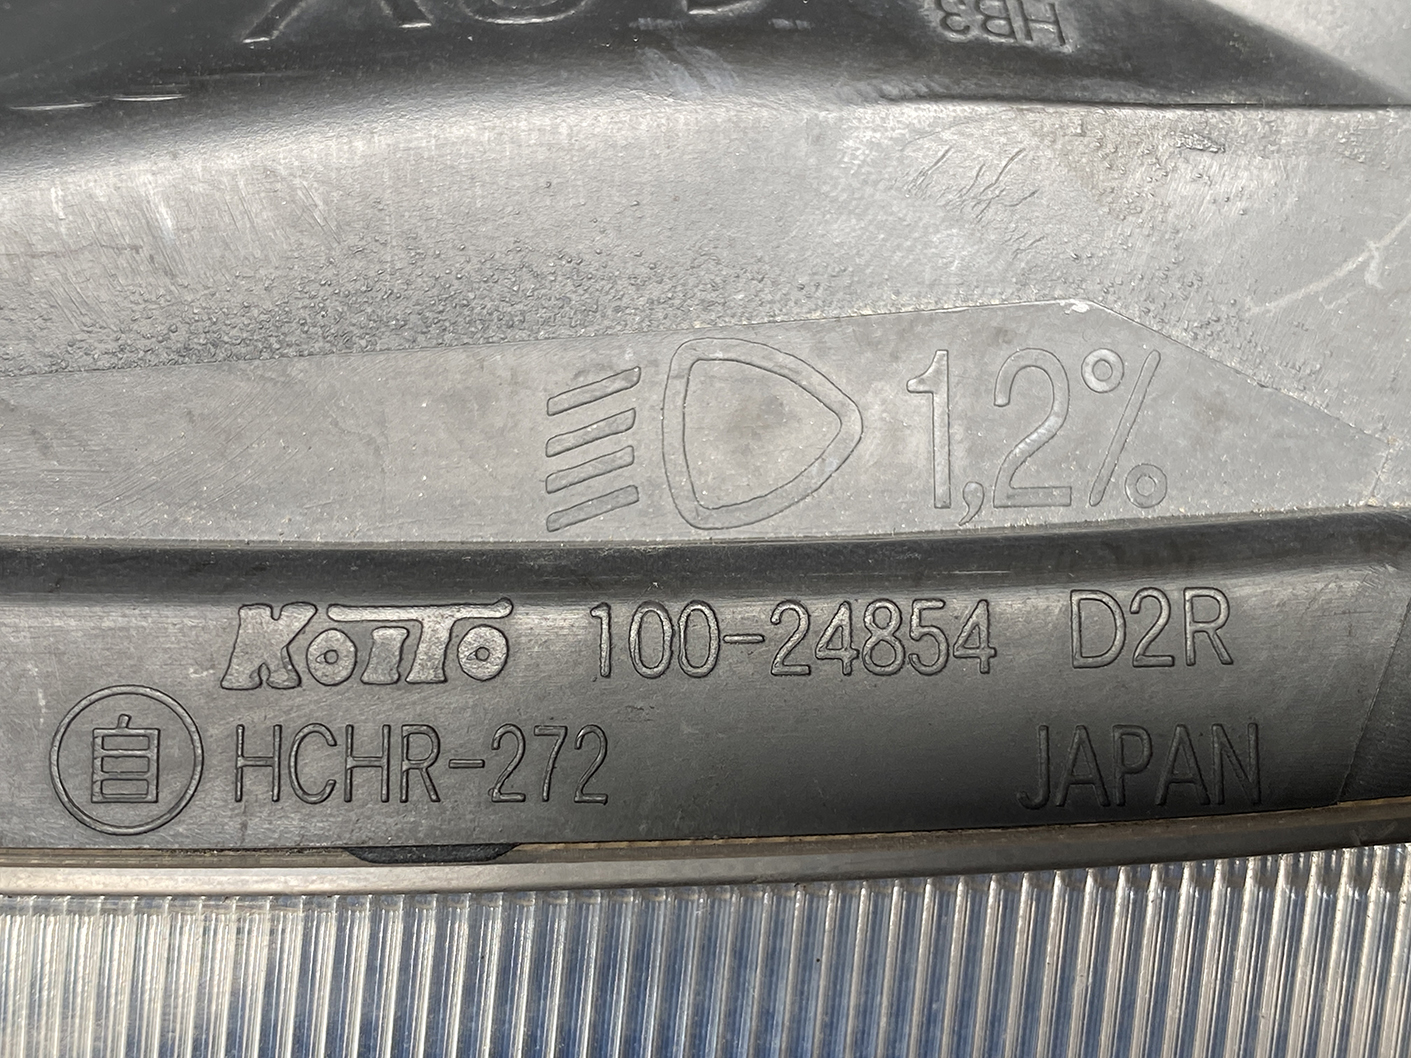 HB3
1,2%
KOITO 100-24854 D2R
自 HCHR-272 JAPAN